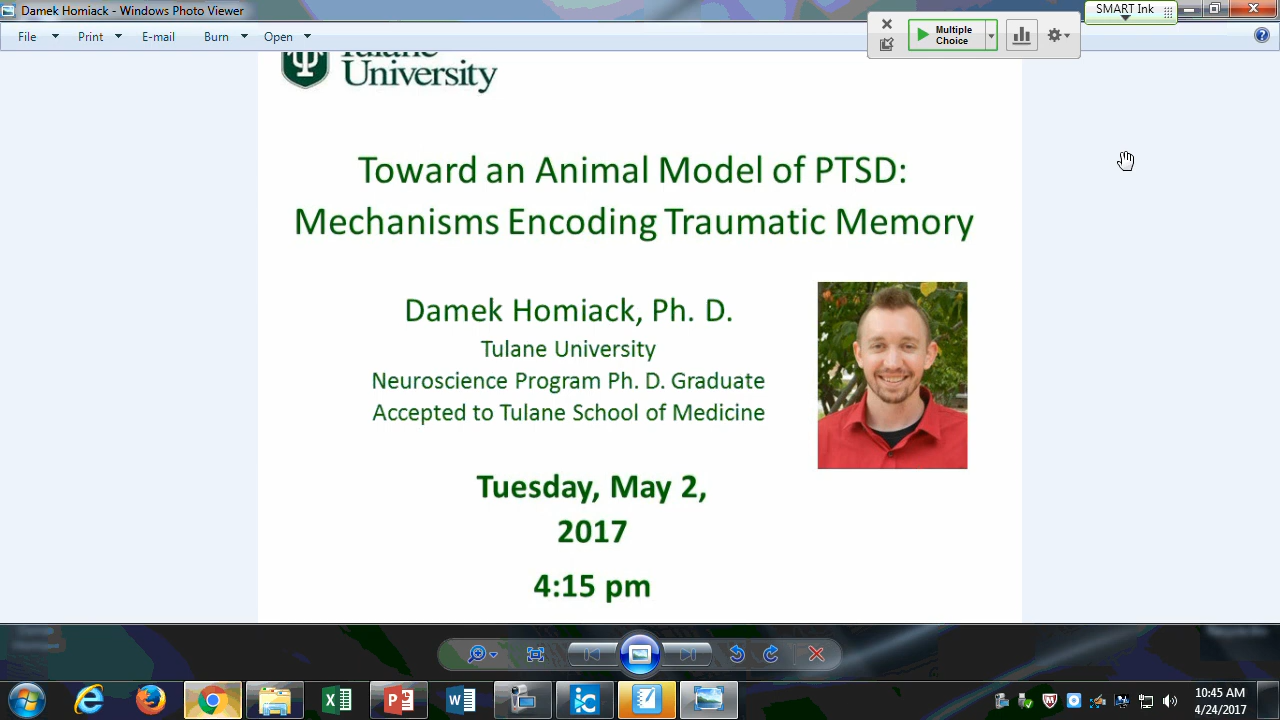 Damek Homiack - Windows Photo Viewer
SMART Ink
File Print E-mail Burn Open
Multiple
Choice
Tulane
University
Toward an Animal Model of PTSD:
Mechanisms Encoding Traumatic Memory
Damek Homiack, Ph. D.
Tulane University
Neuroscience Program Ph. D. Graduate
Accepted to Tulane School of Medicine
Tuesday, May 2,
2017
4:15 pm
10:45 AM
4/24/2017